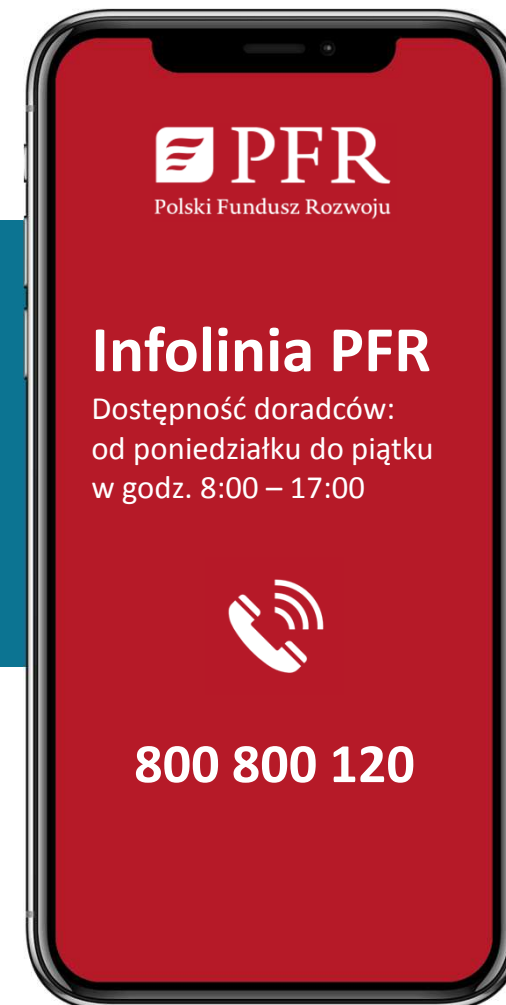 PFR
Polski Fundusz Rozwoju
Infolinia PFR
Dostępność doradców:
od poniedziałku do piątku
w godz. 8:00 – 17:00
800 800 120